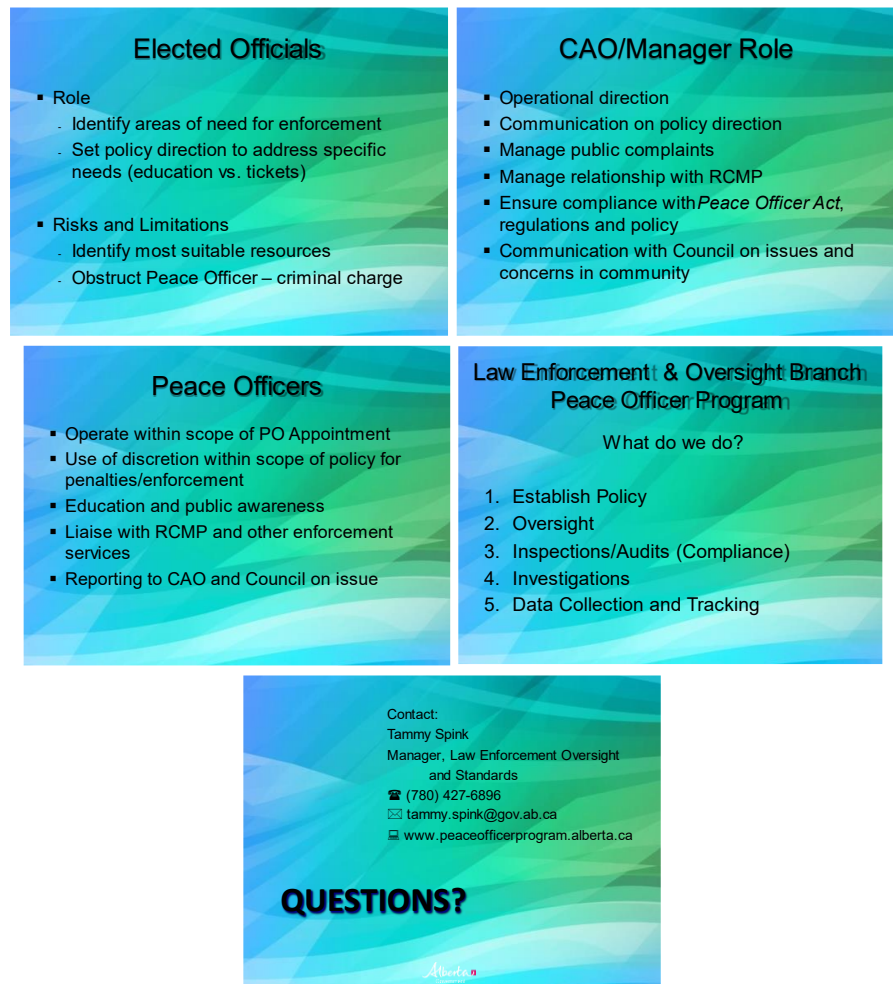 Elected Officials
▪ Role
- Identify areas of need for enforcement
- Set policy direction to address specific
needs (education vs. tickets)
▪ Risks and Limitations
- Identify most suitable resources
- Obstruct Peace Officer – criminal charge
CAO/Manager Role
▪ Operational direction
▪ Communication on policy direction
▪ Manage public complaints
▪ Manage relationship with RCMP
▪ Ensure compliance with Peace Officer Act,
regulations and policy
▪ Communication with Council on issues and
concerns in community
Peace Officers
▪ Operate within scope of PO Appointment
▪ Use of discretion within scope of policy for
penalties/enforcement
▪ Education and public awareness
▪ Liaise with RCMP and other enforcement
services
▪ Reporting to CAO and Council on issue
Law Enforcement & Oversight Branch
Peace Officer Program
What do we do?
1. Establish Policy
2. Oversight
3. Inspections/Audits (Compliance)
4. Investigations
5. Data Collection and Tracking
Contact:
Tammy Spink
Manager, Law Enforcement Oversight
and Standards
☎ (780) 427-6896
✉ tammy.spink@gov.ab.ca
💻 www.peaceofficerprogram.alberta.ca
QUESTIONS?
Alberta